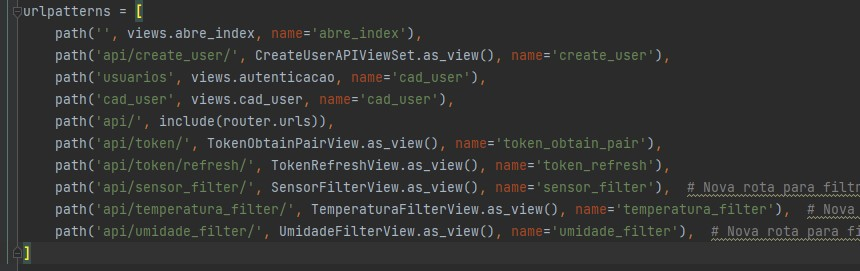 urlpatterns = [
path('', views.abre_index, name='abre_index'),
path('api/create_user/', CreateUserAPIViewSet.as_view(), name='create_user'),
path('usuarios', views.autenticacao, name='cad_user'),
path('cad_user', views.cad_user, name='cad_user'),
path('api/', include(router.urls)),
path('api/token/', TokenObtainPairView.as_view(), name='token_obtain_pair'),
path('api/token/refresh/', TokenRefreshView.as_view(), name='token_refresh'),
path('api/sensor_filter/', SensorFilterView.as_view(), name='sensor_filter'), # Nova rota para
path('api/temperatura_filter/', TemperaturaFilterView.as_view(), name='temperatura_filter'), # Nova
path('api/umidade_filter/', UmidadeFilterView.as_view(), name='umidade_filter'), # Nova rota para
]